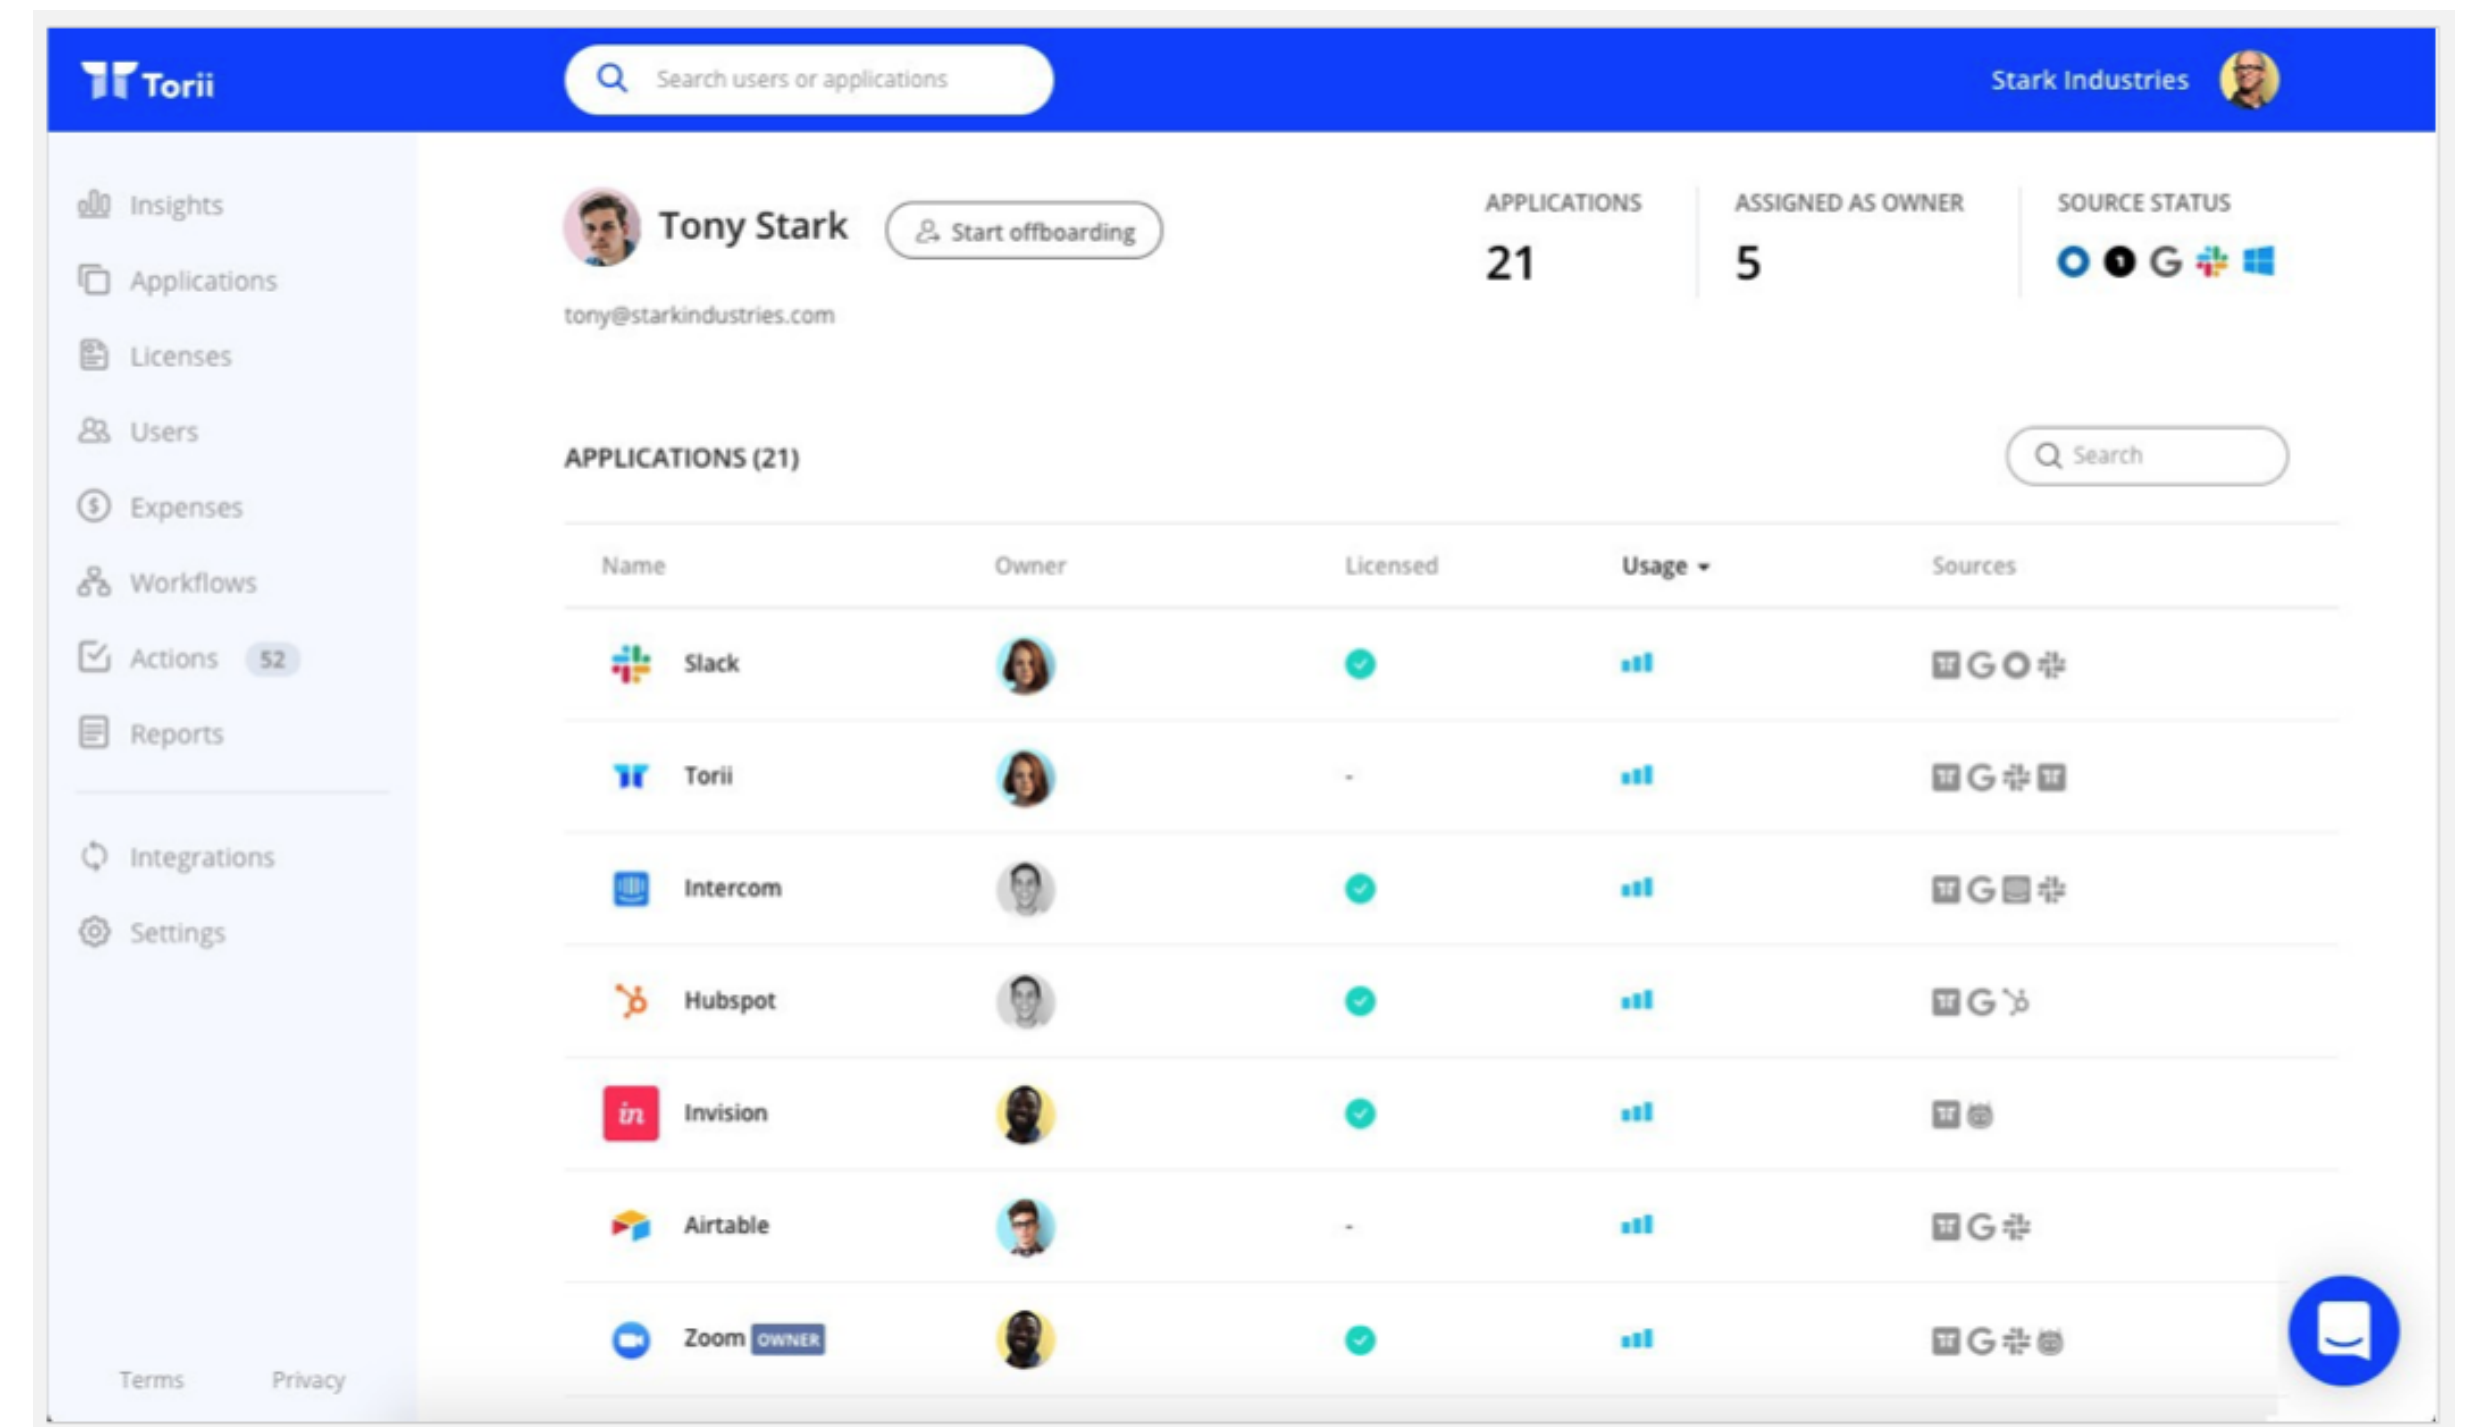 Torii
Search users or applications
Stark Industries
Insights
Applications
Licenses
Users
Expenses
Workflows
Actions 52
Reports
Integrations
Settings
Terms Privacy
Tony Stark
Start offboarding
tony@starkindustries.com
APPLICATIONS
21
ASSIGNED AS OWNER
5
SOURCE STATUS
APPLICATIONS (21)
Search
Name Owner Licensed Usage Sources
Slack
Torii -
Intercom
Hubspot
in Invision
Airtable -
Zoom OWNER